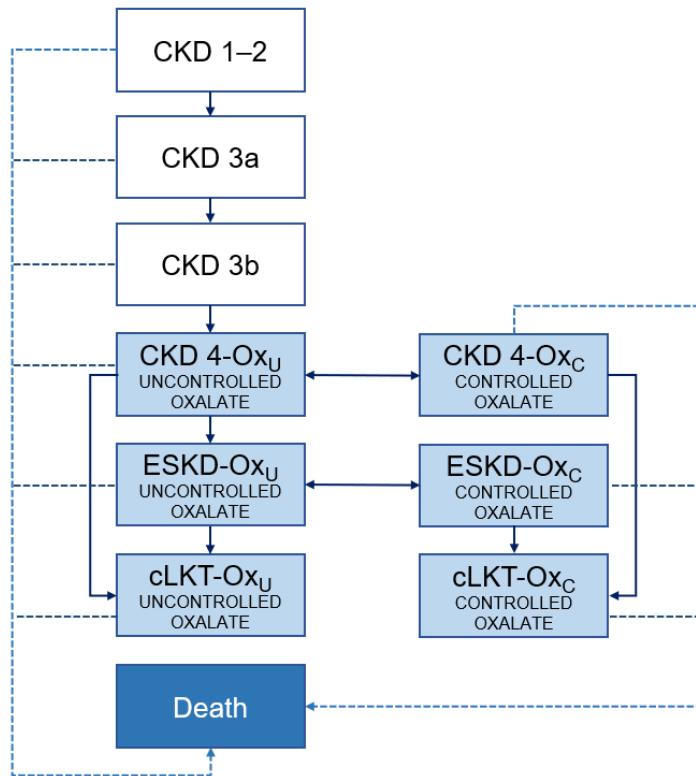 CKD 1–2
CKD 3a
CKD 3b
CKD 4-OxU
UNCONTROLLED
OXALATE
CKD 4-OxC
CONTROLLED
OXALATE
ESKD-OxU
UNCONTROLLED
OXALATE
ESKD-OxC
CONTROLLED
OXALATE
cLKT-OxU
UNCONTROLLED
OXALATE
cLKT-OxC
CONTROLLED
OXALATE
Death